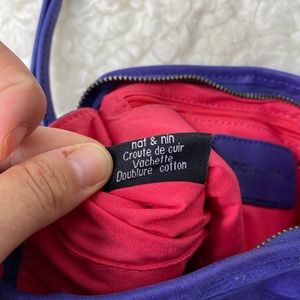 nat & nin
Croute de cuir
Vachette
Doublure cotton